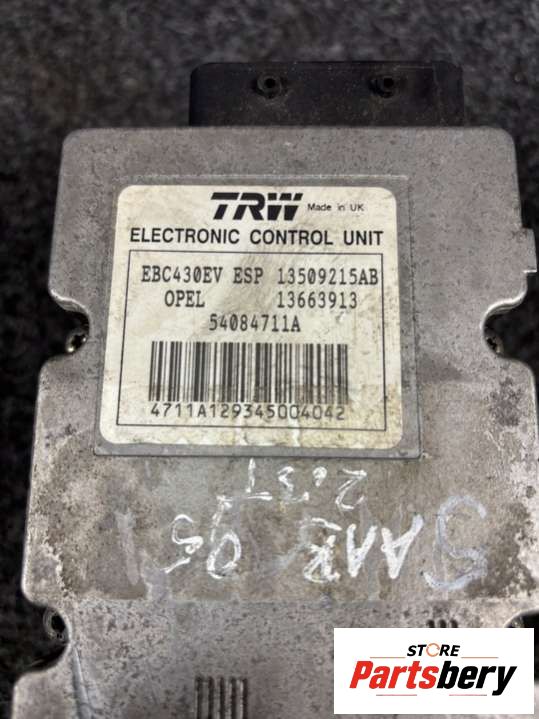 TRW Made in UK
ELECTRONIC CONTROL UNIT
EBC430EV ESP 13509215AB
OPEL 13663913
54084711A
4711A129345004042
2.3T
SAAB 95
STORE
Partsbery